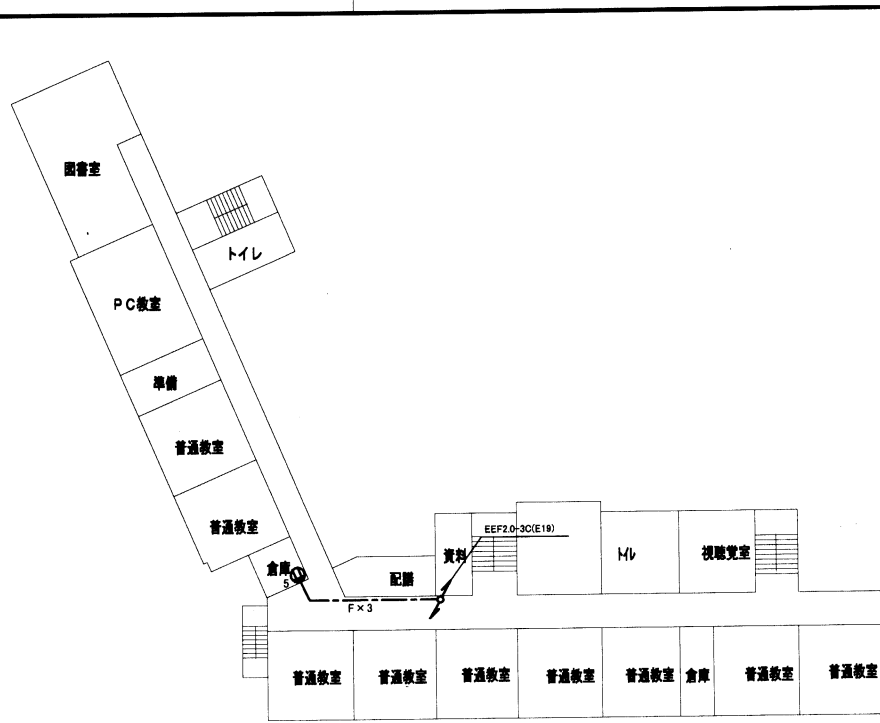 図書室
トイレ
PC教室
準備
普通教室
普通教室
倉庫
5
F×3
配膳
資料
EEF2.0-3C(E19)
トイレ
視聴覚室
普通教室
普通教室
普通教室
普通教室
普通教室
倉庫
普通教室
普通教室